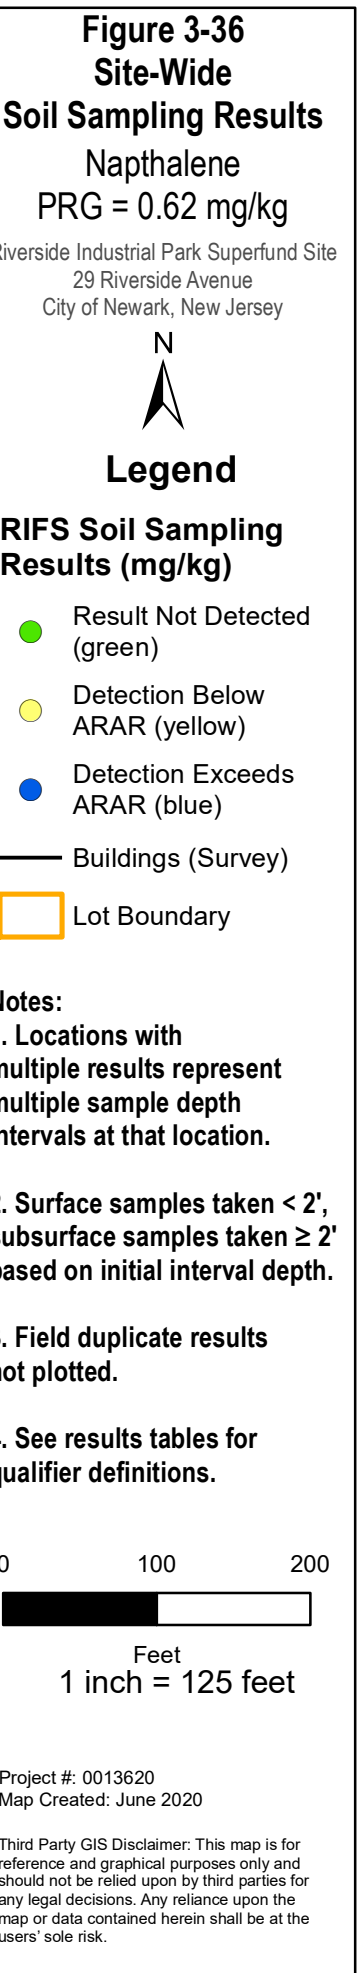 Figure 3-36
Site-Wide
Soil Sampling Results
Napthalene
PRG = 0.62 mg/kg
Riverside Industrial Park Superfund Site
29 Riverside Avenue
City of Newark, New Jersey
N
Legend
RIFS Soil Sampling
Results (mg/kg)
Result Not Detected
(green)
Detection Below
ARAR (yellow)
Detection Exceeds
ARAR (blue)
Buildings (Survey)
Lot Boundary
Notes:
1. Locations with
multiple results represent
multiple sample depth
intervals at that location.
2. Surface samples taken < 2',
subsurface samples taken ≥ 2'
based on initial interval depth.
3. Field duplicate results
not plotted.
4. See results tables for
qualifier definitions.
0 100 200
Feet
1 inch = 125 feet
Project #: 0013620
Map Created: June 2020
Third Party GIS Disclaimer: This map is for
reference and graphical purposes only and
should not be relied upon by third parties for
any legal decisions. Any reliance upon the
map or data contained herein shall be at the
users' sole risk.